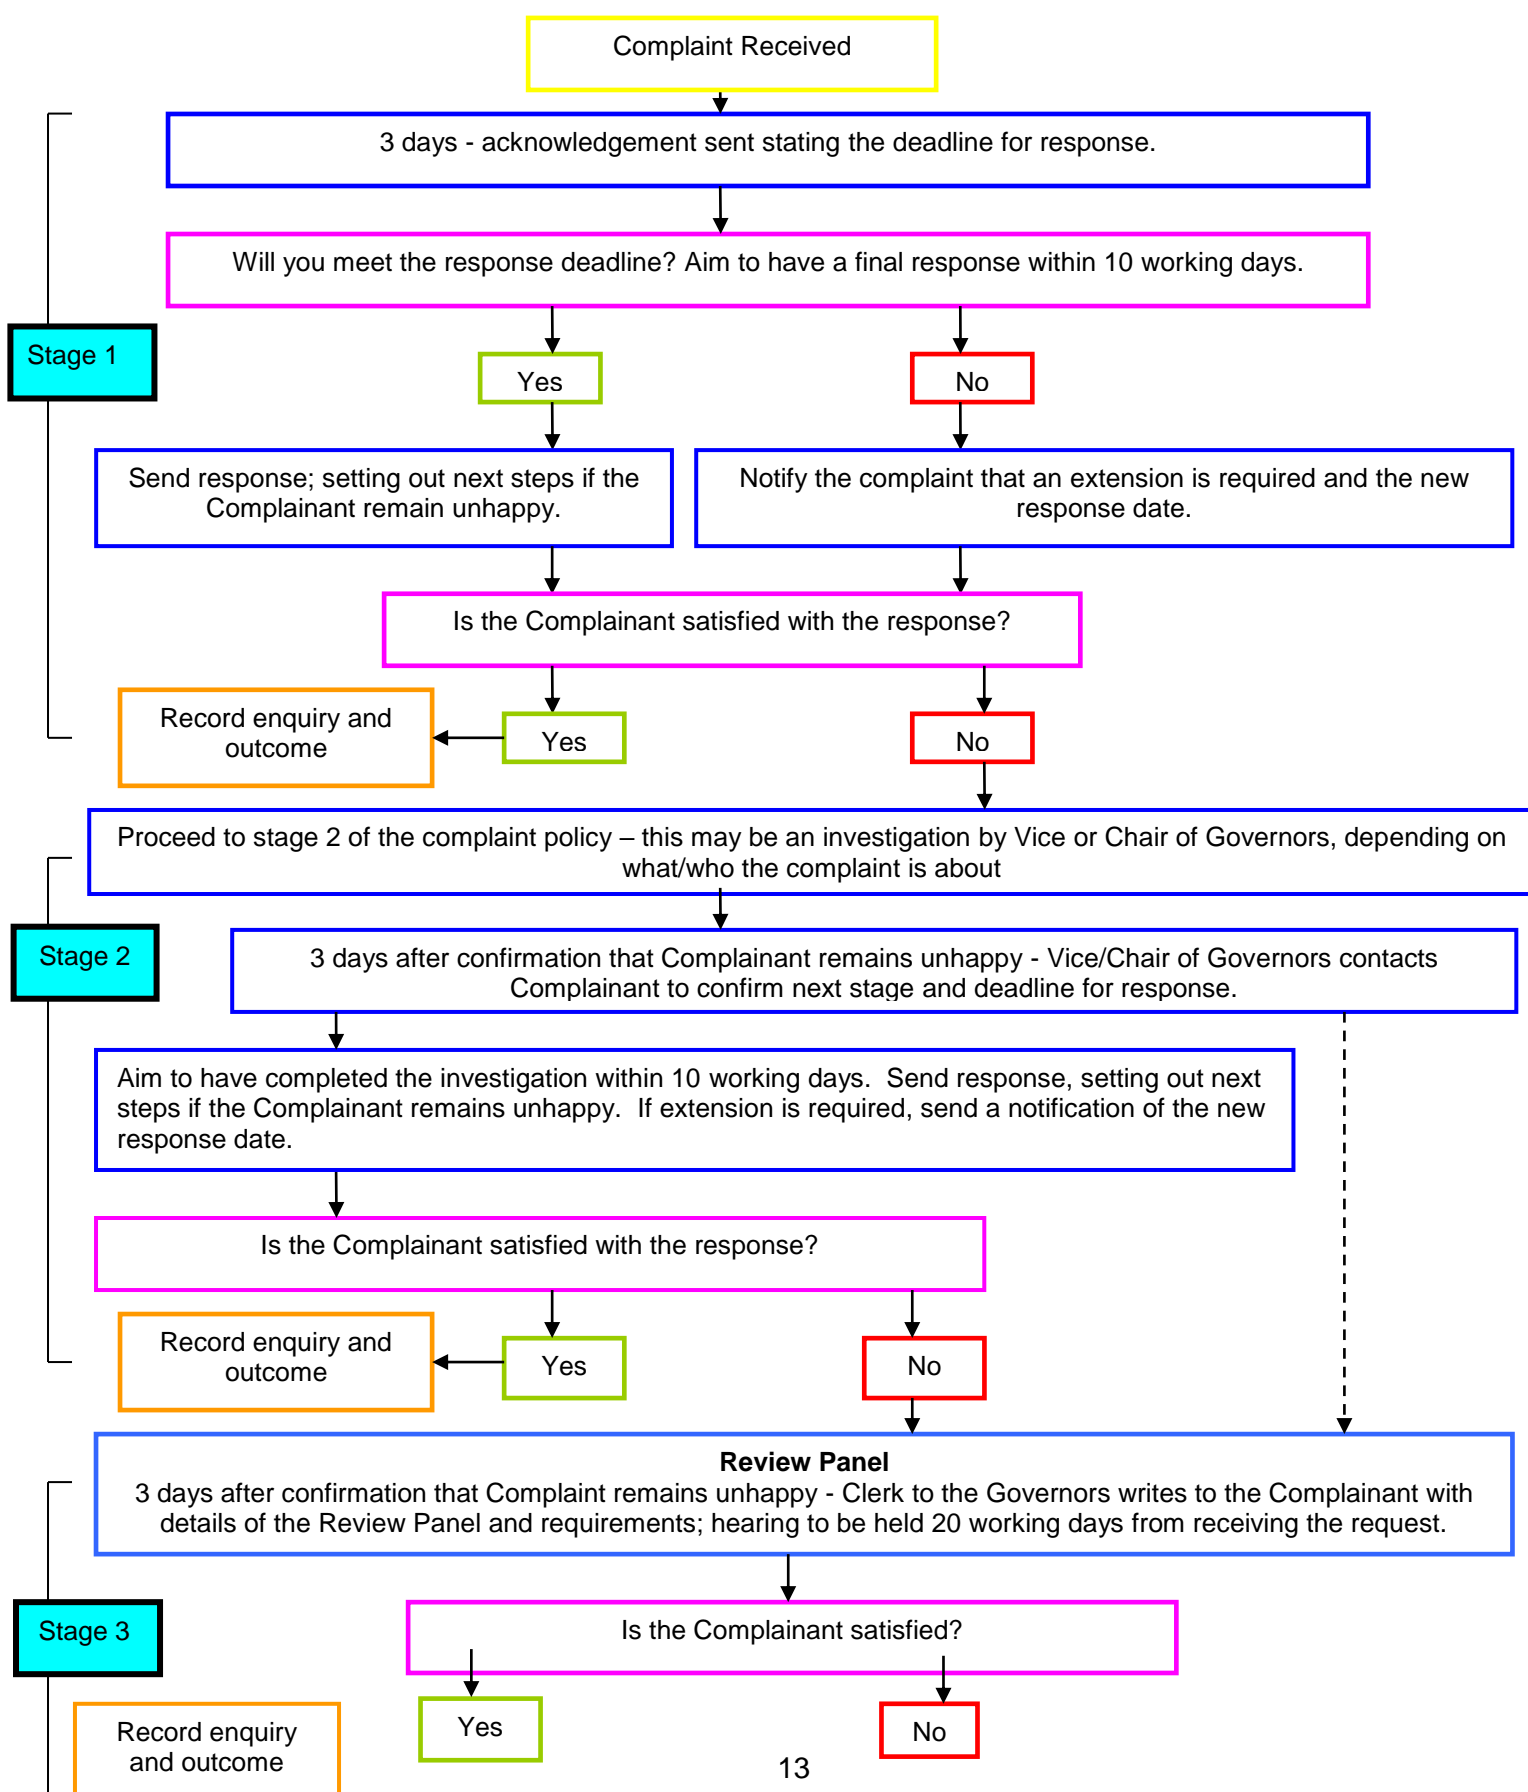 Complaint Received
3 days - acknowledgement sent stating the deadline for response.
Will you meet the response deadline? Aim to have a final response within 10 working days.
Stage 1
Yes
No
Send response; setting out next steps if the
Complainant remain unhappy.
Notify the complaint that an extension is required and the new
response date.
Is the Complainant satisfied with the response?
Record enquiry and
outcome
Yes
No
Proceed to stage 2 of the complaint policy – this may be an investigation by Vice or Chair of Governors, depending on
what/who the complaint is about
Stage 2
3 days after confirmation that Complainant remains unhappy - Vice/Chair of Governors contacts
Complainant to confirm next stage and deadline for response.
Aim to have completed the investigation within 10 working days.  Send response, setting out next
steps if the Complainant remains unhappy.  If extension is required, send a notification of the new
response date.
Is the Complainant satisfied with the response?
Record enquiry and
outcome
Yes
No
Review Panel
3 days after confirmation that Complaint remains unhappy - Clerk to the Governors writes to the Complainant with
details of the Review Panel and requirements; hearing to be held 20 working days from receiving the request.
Stage 3
Is the Complainant satisfied?
Record enquiry
and outcome
Yes
No
13